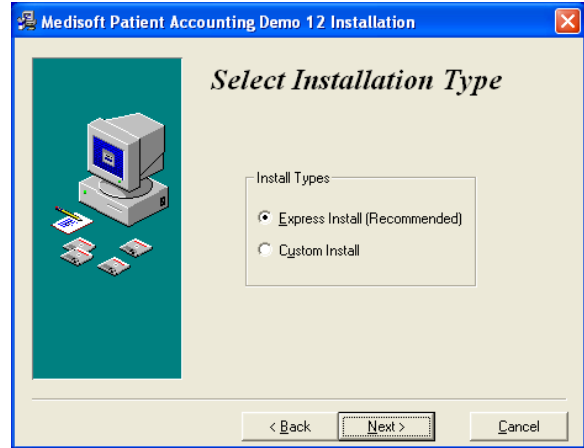 Medisoft Patient Accounting Demo 12 Installation
Select Installation Type
Install Types
Express Install (Recommended)
Custom Install
< Back
Next >
Cancel